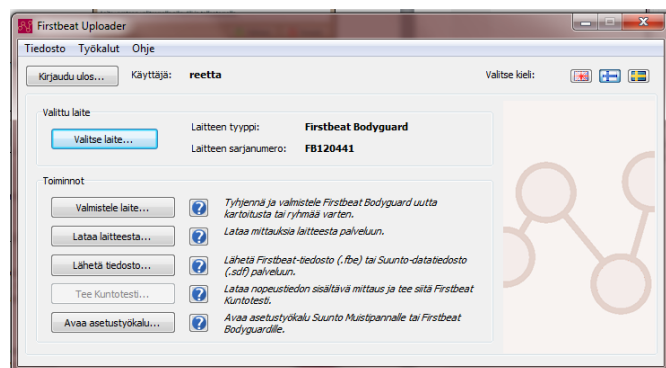 Firstbeat Uploader
Tiedosto Työkalut Ohje
Kirjaudu ulos... Käyttäjä: reetta Valitse kieli:
Valittu laite
Valitse laite... Laitteen tyyppi: Firstbeat Bodyguard
Laitteen sarjanumero: FB120441
Toiminnot
Valmistele laite... ? Tyhjennä ja valmistele Firstbeat Bodyguard uutta
kartoitusta tai ryhmää varten.
Lataa laitteesta... ? Lataa mittauksia laitteesta palveluun.
Lähetä tiedosto... ? Lähetä Firstbeat-tiedosto (.fbe) tai Suunto-datatiedosto
(.sdf) palveluun.
Tee Kuntotesti... ? Lataa nopeustiedon sisältävä mittaus ja tee siitä Firstbeat
Kuntotesti.
Avaa asetustyökalu... ? Avaa asetustyökalu Suunto Muistipannalle tai Firstbeat
Bodyguardille.